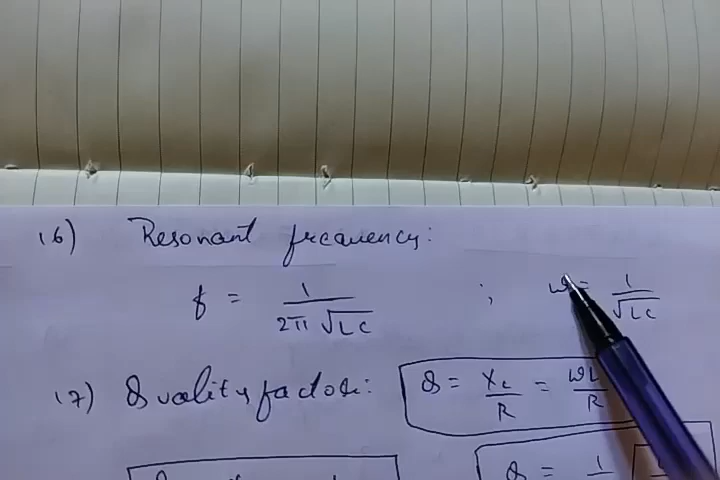 16) Resonant frequency:
f = 1 / 2π √LC ; ω = 1 / √LC
17) Quality factor: Q = X_L / R = ωL / R
Q = 1